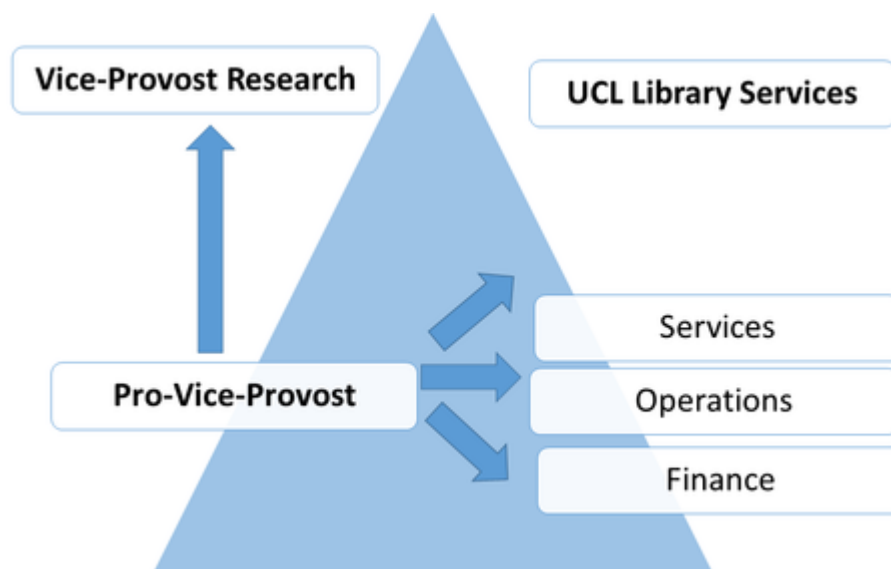 Vice-Provost Research
UCL Library Services
Services
Pro-Vice-Provost
Operations
Finance